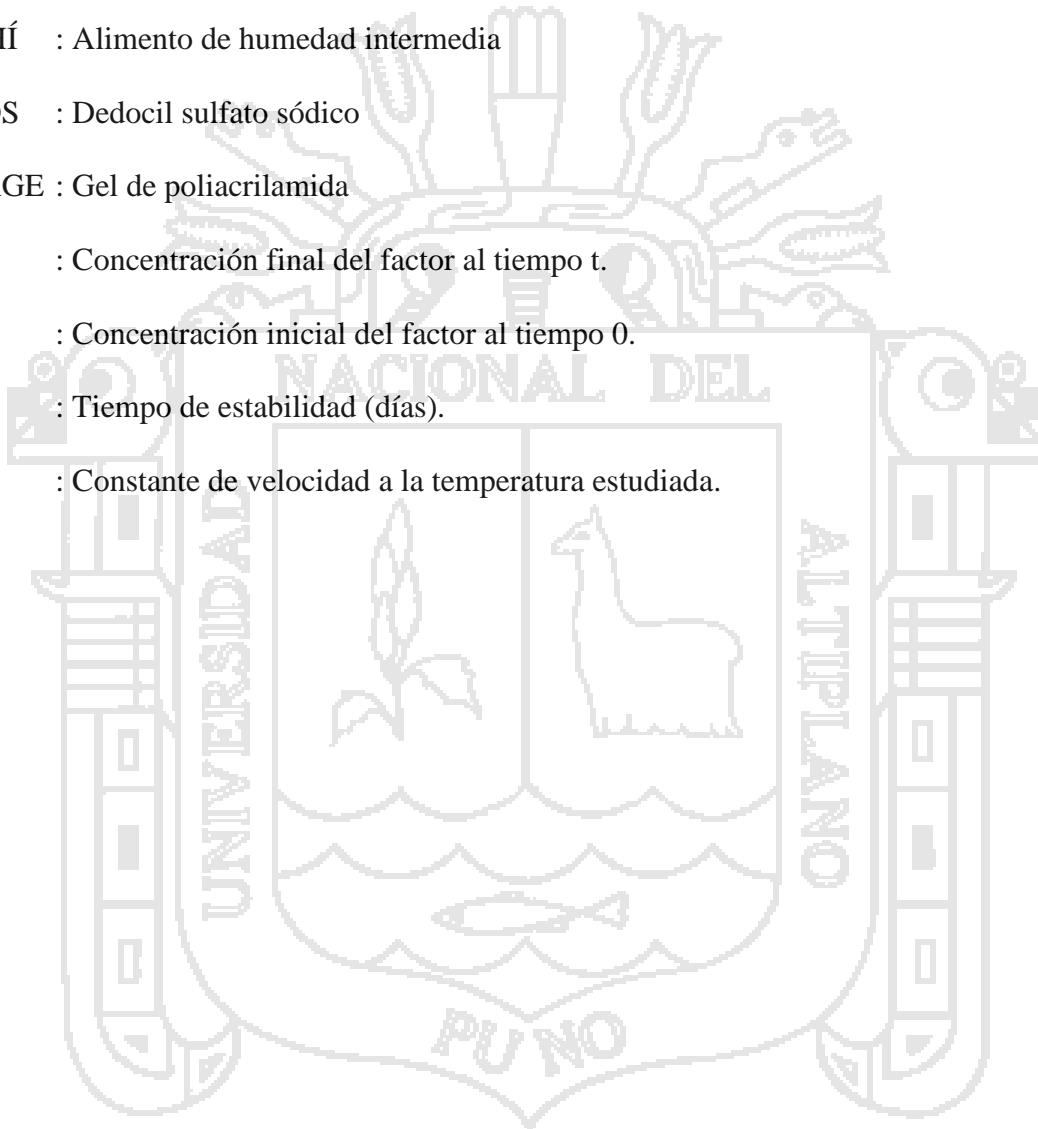 Í : Alimento de humedad intermedia
S : Dedocil sulfato sódico
GE : Gel de poliacrilamida
: Concentración final del factor al tiempo t.
: Concentración inicial del factor al tiempo 0.
: Tiempo de estabilidad (días).
: Constante de velocidad a la temperatura estudiada.
UNIVERSIDAD NACIONAL DEL ALTIPLANO
PUNO